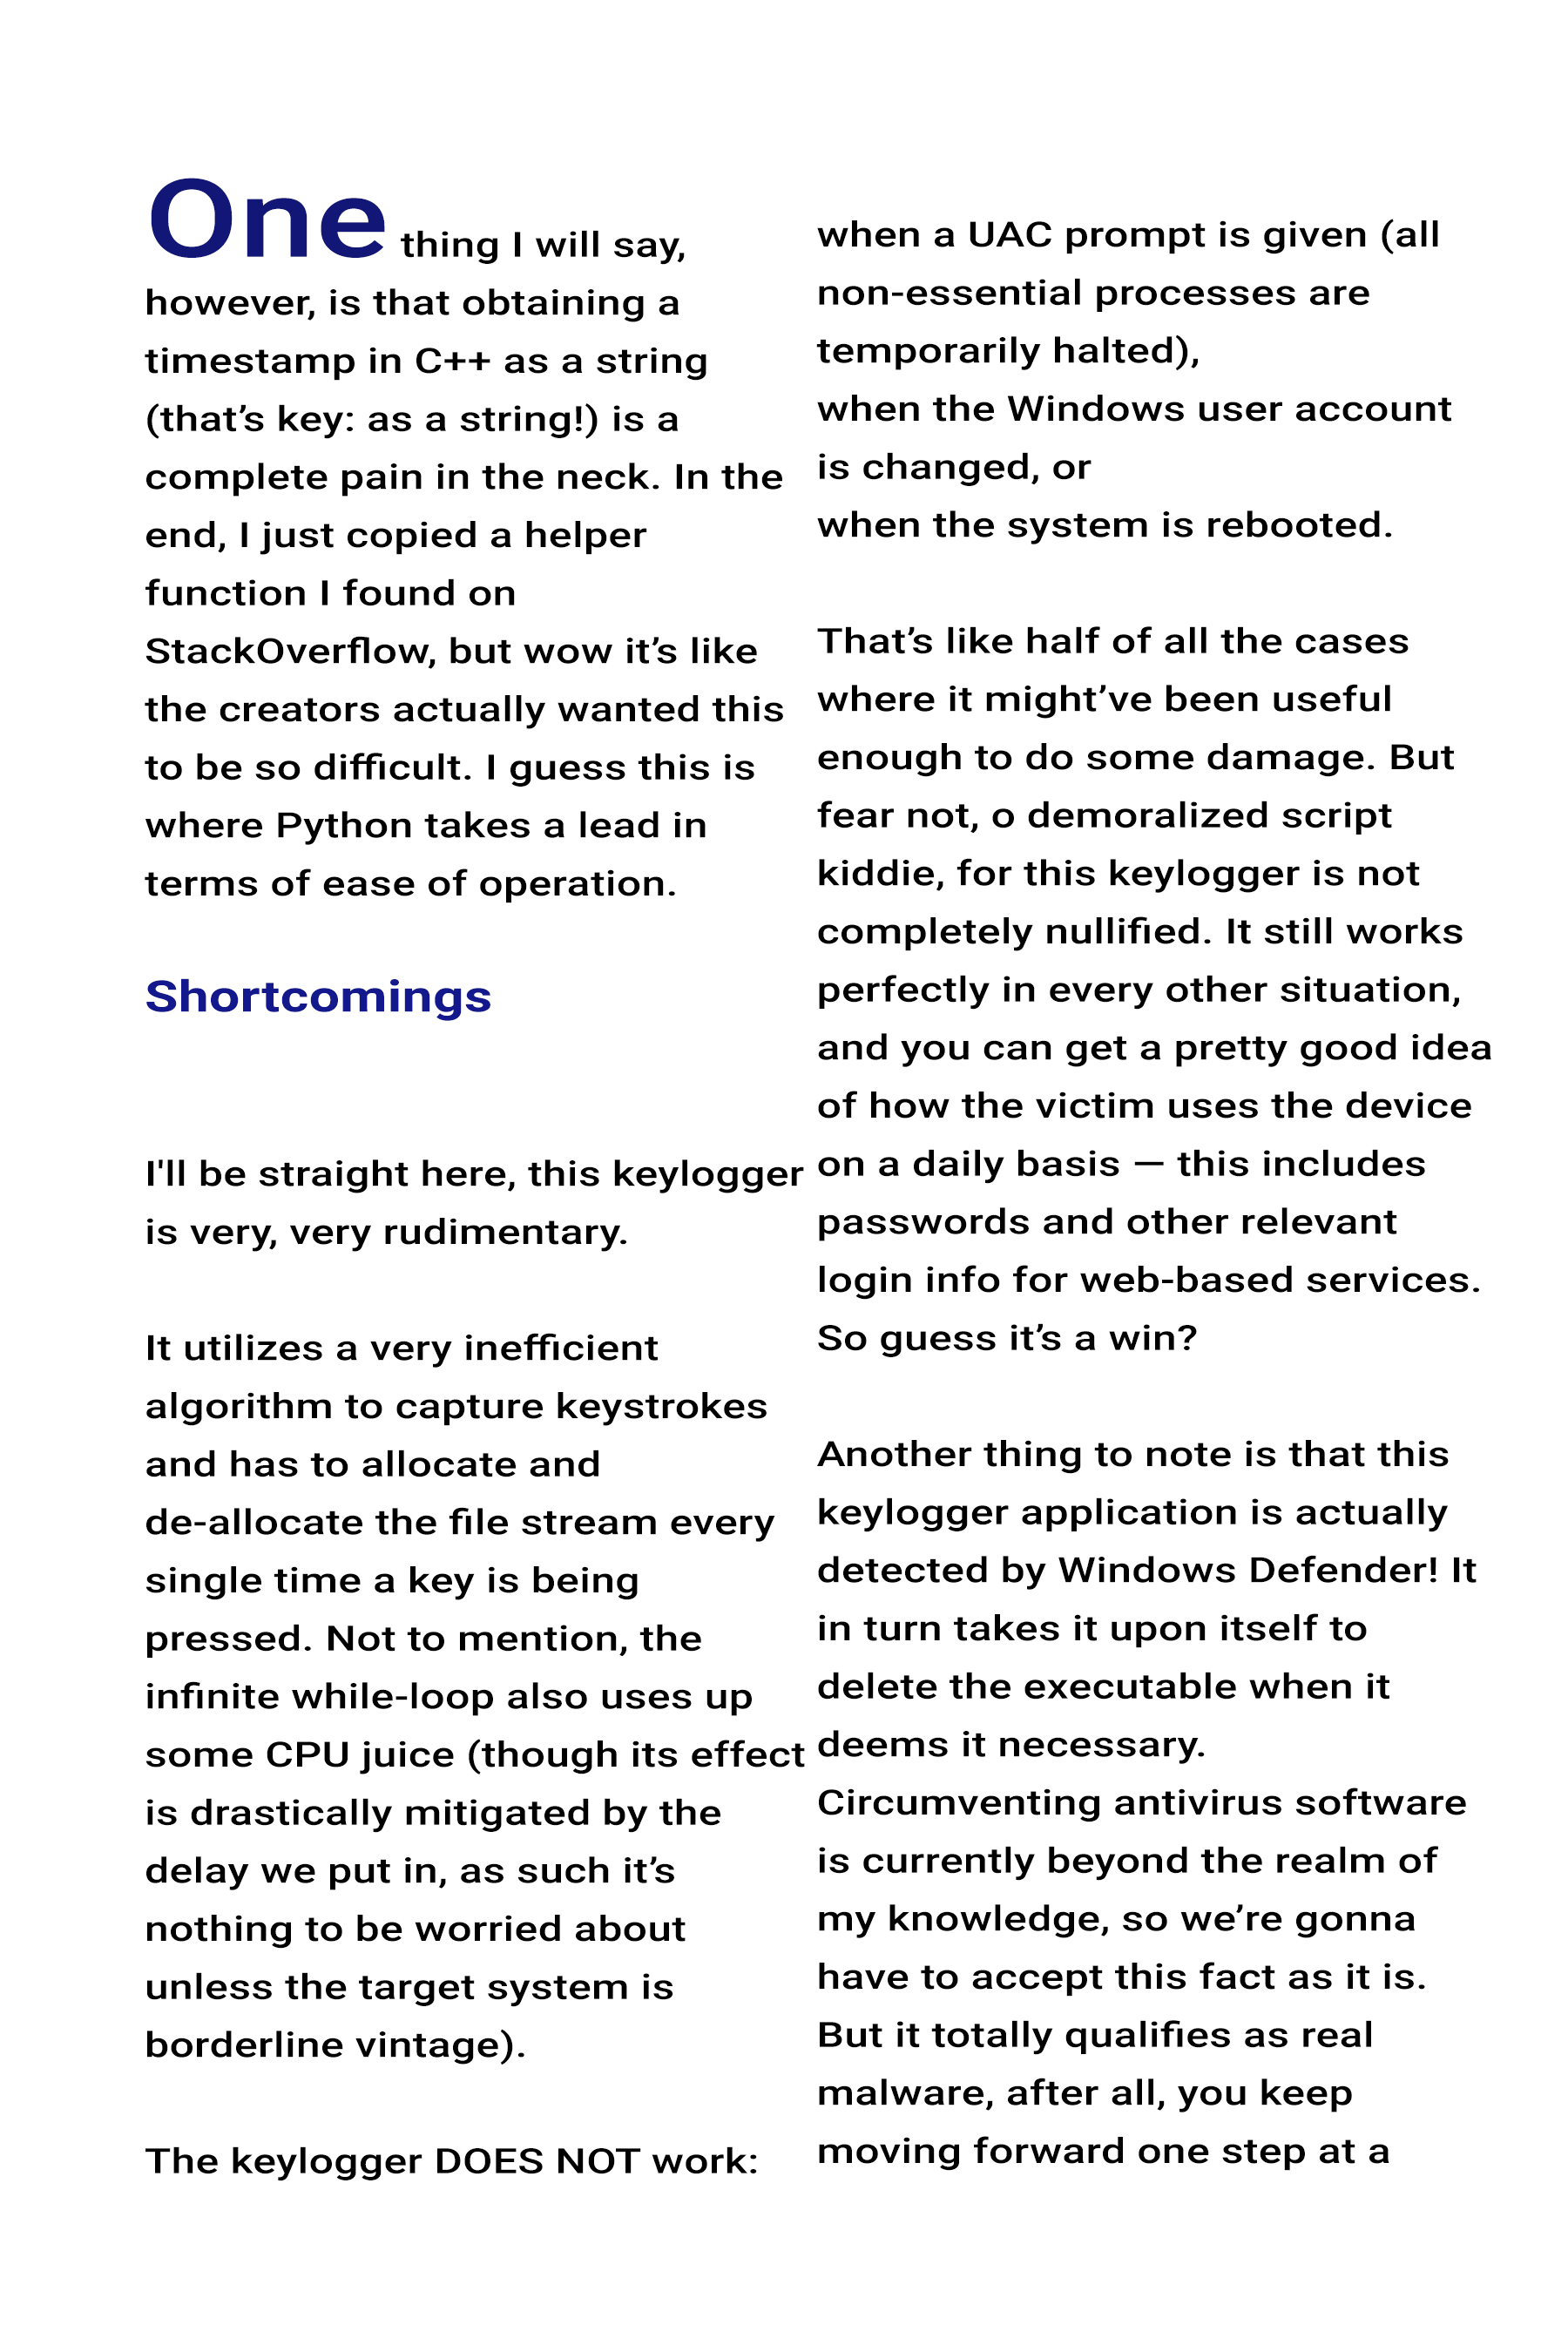 One thing I will say,
however, is that obtaining a
timestamp in C++ as a string
(that’s key: as a string!) is a
complete pain in the neck. In the
end, I just copied a helper
function I found on
StackOverflow, but wow it’s like
the creators actually wanted this
to be so difficult. I guess this is
where Python takes a lead in
terms of ease of operation.
Shortcomings
I'll be straight here, this keylogger
is very, very rudimentary.
It utilizes a very inefficient
algorithm to capture keystrokes
and has to allocate and
de-allocate the file stream every
single time a key is being
pressed. Not to mention, the
infinite while-loop also uses up
some CPU juice (though its effect
is drastically mitigated by the
delay we put in, as such it’s
nothing to be worried about
unless the target system is
borderline vintage).
The keylogger DOES NOT work:
when a UAC prompt is given (all
non-essential processes are
temporarily halted),
when the Windows user account
is changed, or
when the system is rebooted.
That’s like half of all the cases
where it might’ve been useful
enough to do some damage. But
fear not, o demoralized script
kiddie, for this keylogger is not
completely nullified. It still works
perfectly in every other situation,
and you can get a pretty good idea
of how the victim uses the device
on a daily basis — this includes
passwords and other relevant
login info for web-based services.
So guess it’s a win?
Another thing to note is that this
keylogger application is actually
detected by Windows Defender! It
in turn takes it upon itself to
delete the executable when it
deems it necessary.
Circumventing antivirus software
is currently beyond the realm of
my knowledge, so we’re gonna
have to accept this fact as it is.
But it totally qualifies as real
malware, after all, you keep
moving forward one step at a